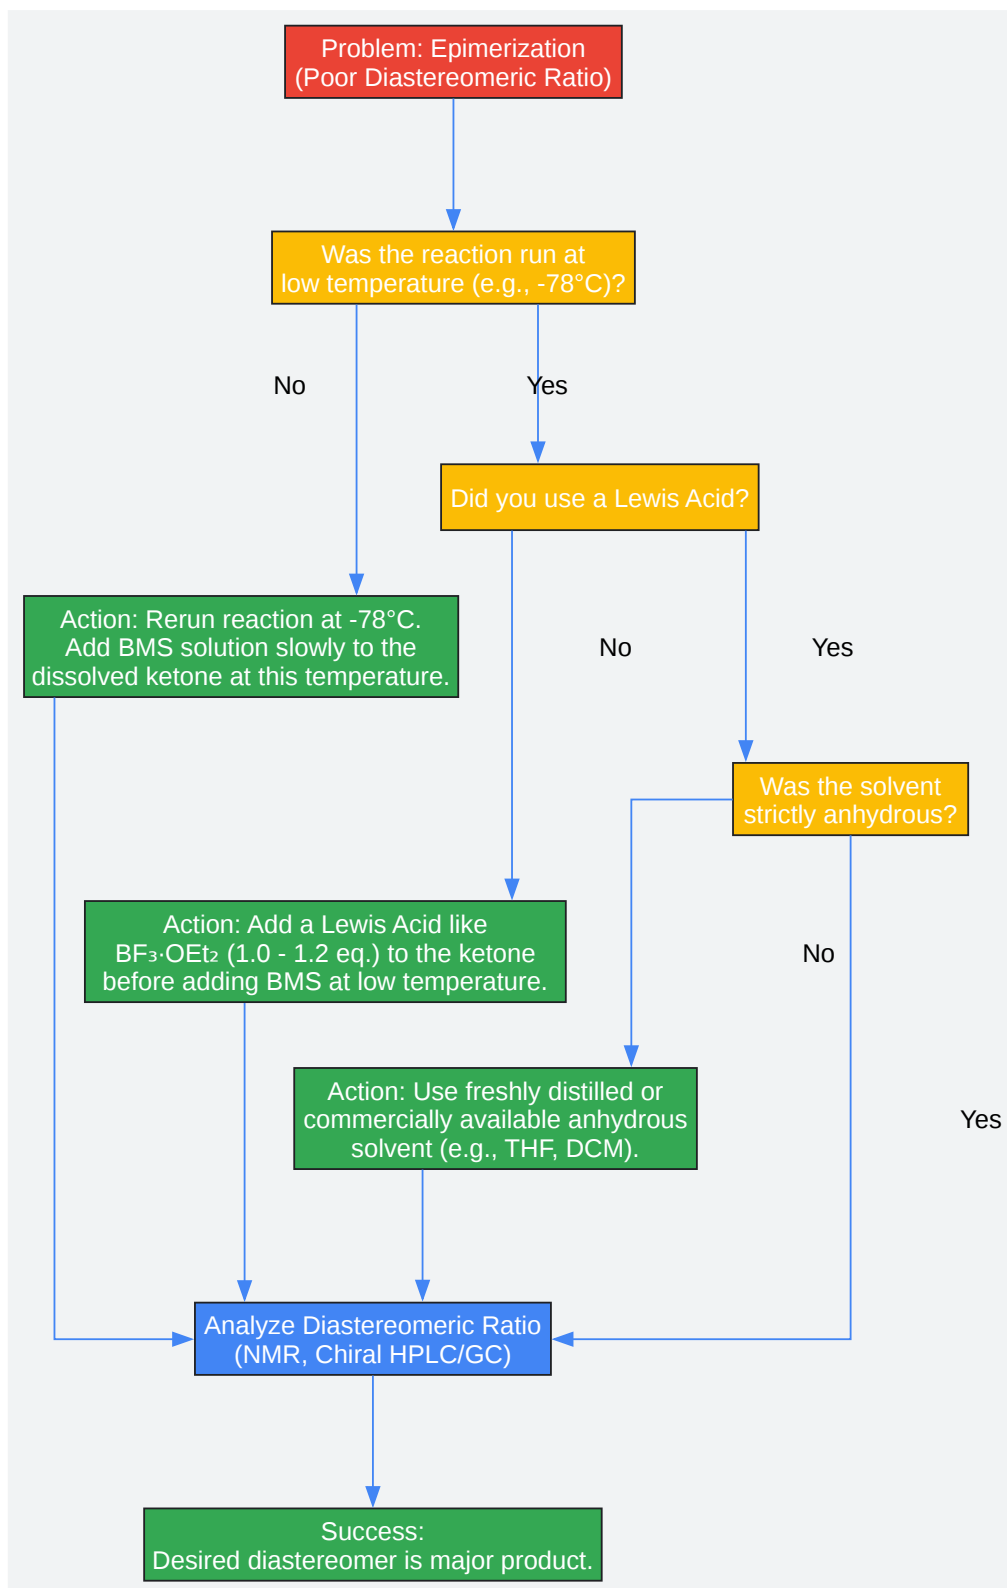 Problem: Epimerization
(Poor Diastereomeric Ratio)
Was the reaction run at
low temperature (e.g., -78°C)?
No
Yes
Did you use a Lewis Acid?
Action: Rerun reaction at -78°C.
Add BMS solution slowly to the
dissolved ketone at this temperature.
No
Yes
Was the solvent
strictly anhydrous?
Action: Add a Lewis Acid like
BF₃·OEt₂ (1.0 - 1.2 eq.) to the ketone
before adding BMS at low temperature.
No
Action: Use freshly distilled or
commercially available anhydrous
solvent (e.g., THF, DCM).
Yes
Analyze Diastereomeric Ratio
(NMR, Chiral HPLC/GC)
Success:
Desired diastereomer is major product.